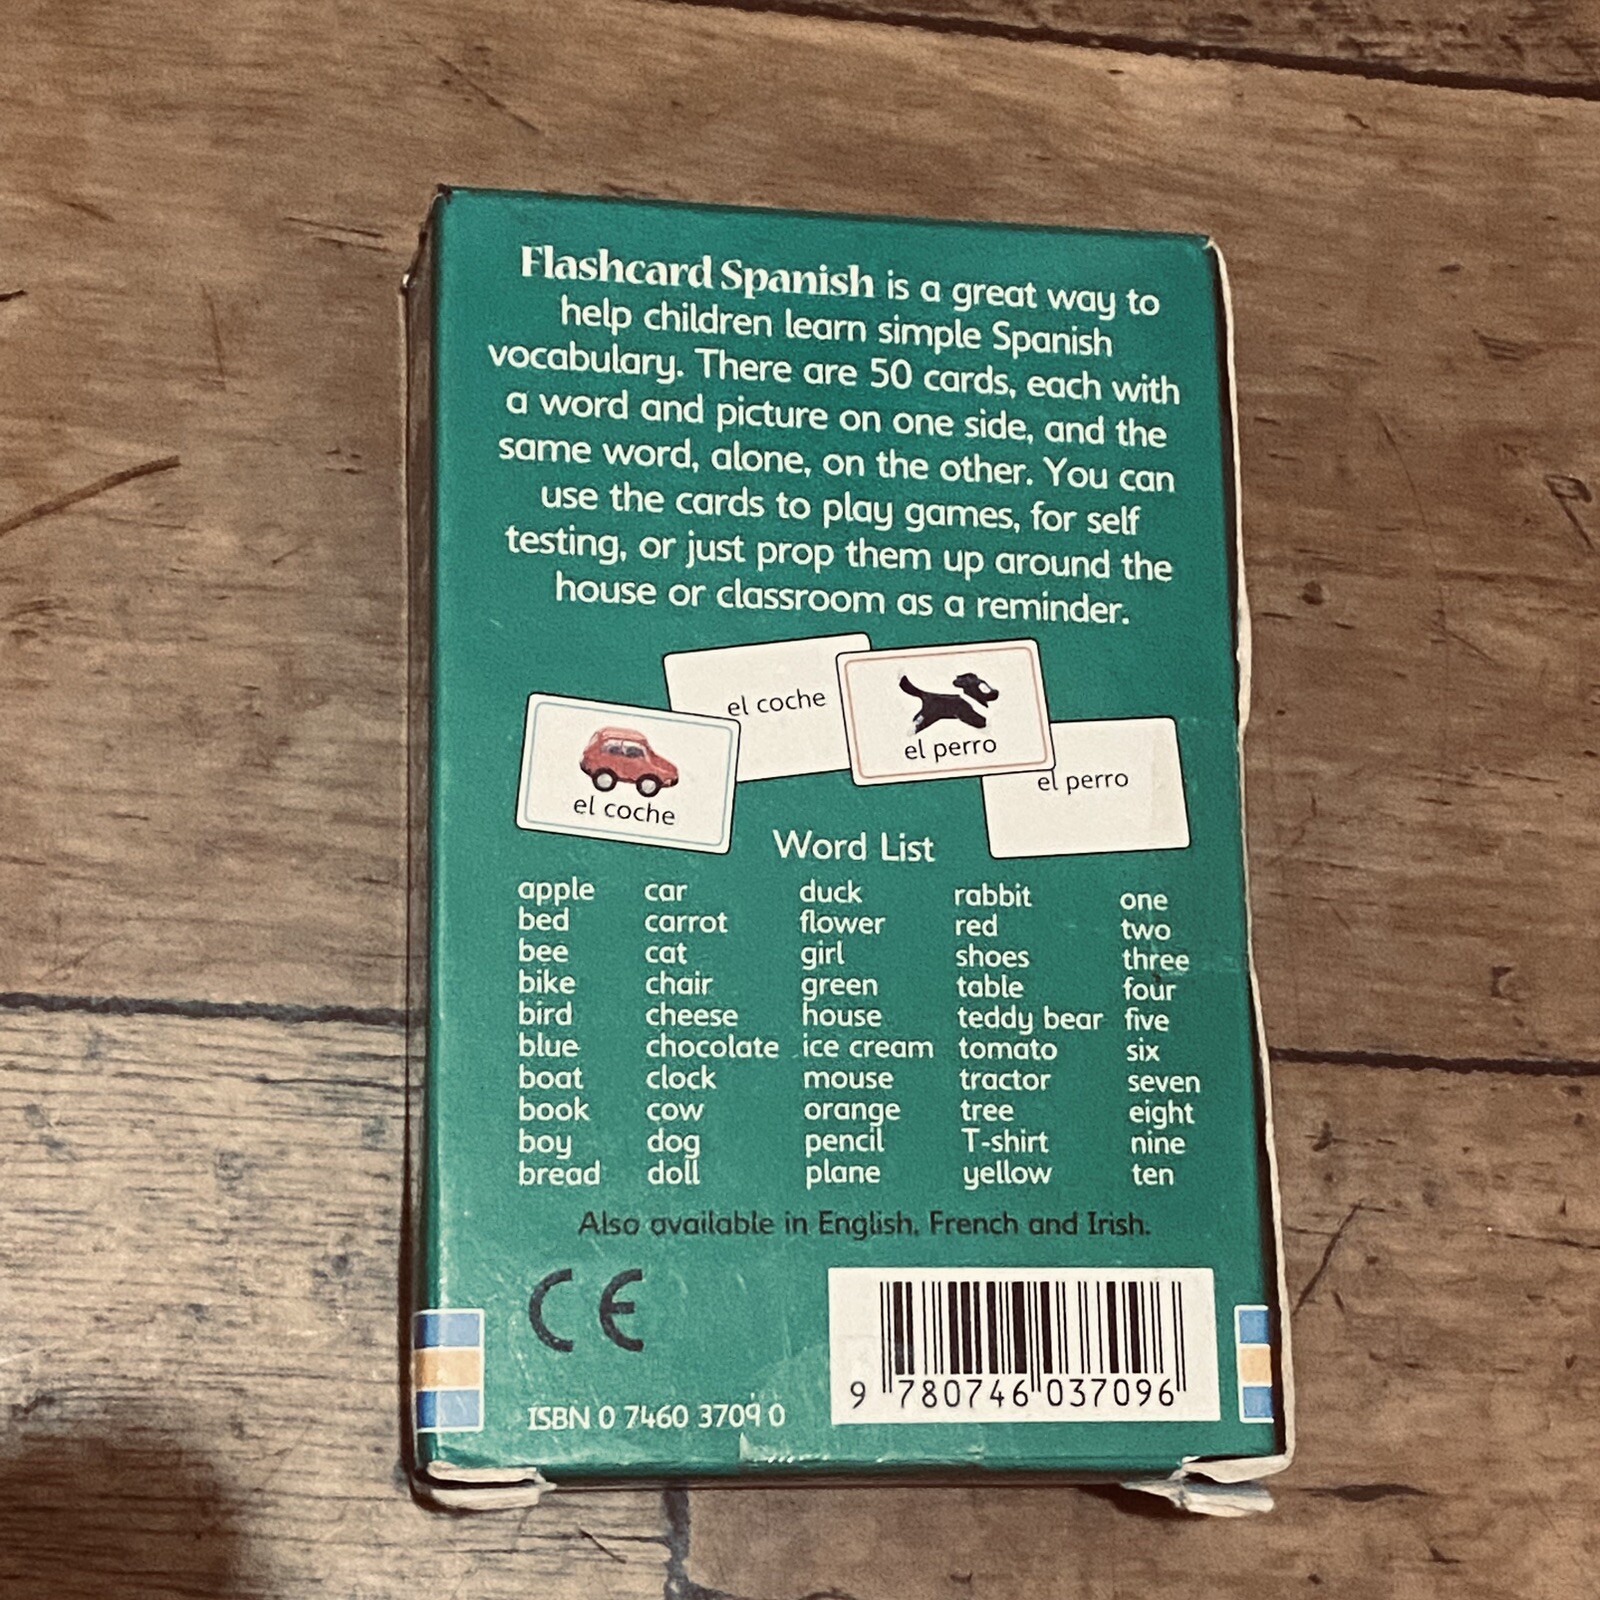 Flashcard Spanish is a great way to
help children learn simple Spanish
vocabulary. There are 50 cards, each with
a word and picture on one side, and the
same word, alone, on the other. You can
use the cards to play games, for self
testing, or just prop them up around the
house or classroom as a reminder.
el coche
el coche
el perro
el perro
Word List
apple car duck rabbit one
bed carrot flower red two
bee cat girl shoes three
bike chair green table four
bird cheese house teddy bear five
blue chocolate ice cream tomato six
boat clock mouse tractor seven
book cow orange tree eight
boy dog pencil T-shirt nine
bread doll plane yellow ten
Also available in English, French and Irish.
CE
ISBN 0 7460 3709 0
9 780746 037096